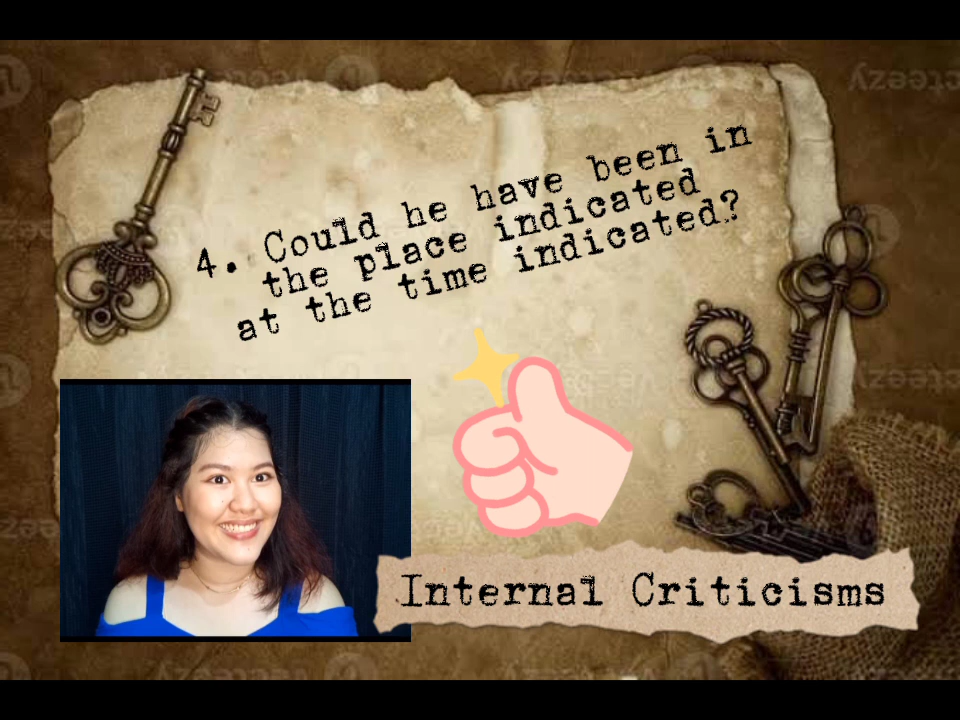 4. Could he have been in
the place indicated
at the time indicated?
Internal Criticisms